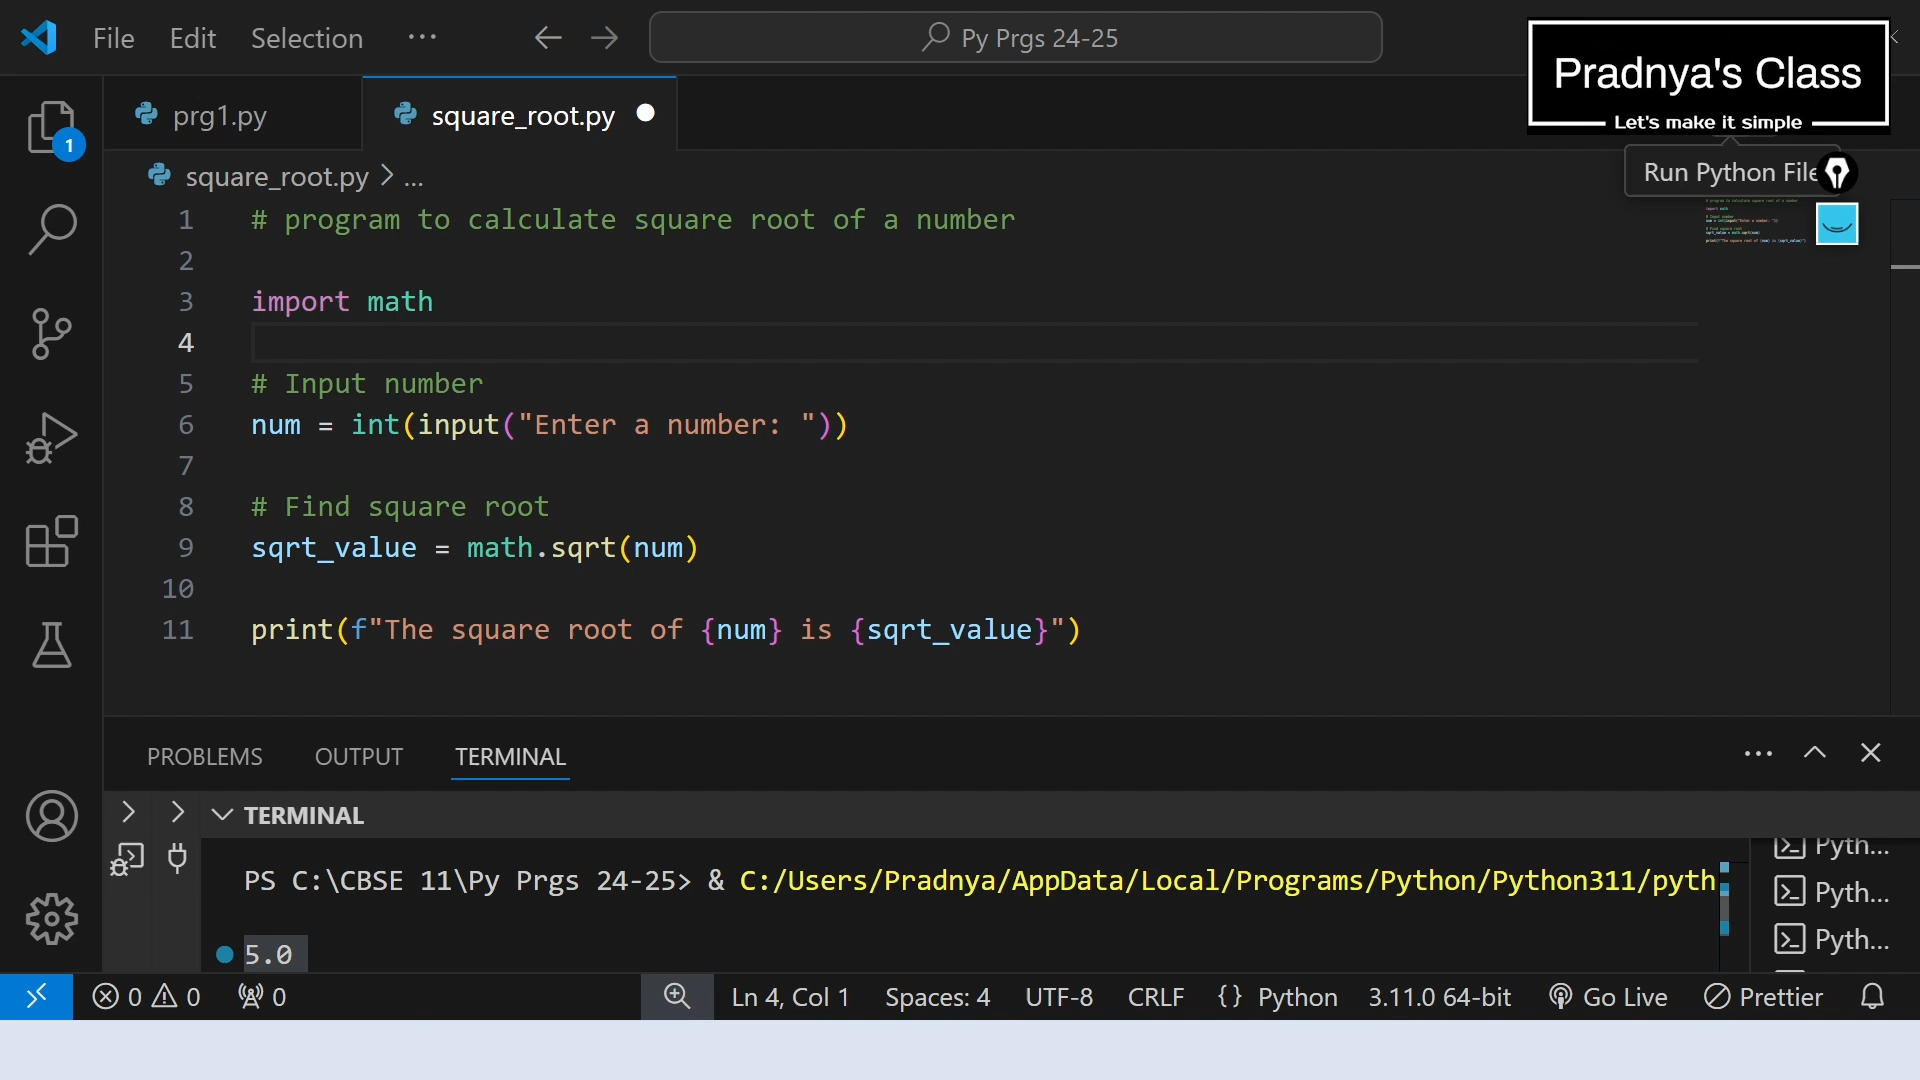 File Edit Selection ... Py Prgs 24-25
Pradnya's Class
Let's make it simple
prg1.py square_root.py
Run Python File
1
square_root.py > ...
1 # program to calculate square root of a number
2
3 import math
4
5 # Input number
6 num = int(input("Enter a number: "))
7
8 # Find square root
9 sqrt_value = math.sqrt(num)
10
11 print(f"The square root of {num} is {sqrt_value}")
PROBLEMS OUTPUT TERMINAL
TERMINAL
Pyth...
PS C:\CBSE 11\Py Prgs 24-25> & C:/Users/Pradnya/AppData/Local/Programs/Python/Python311/pyth
Pyth...
5.0
Pyth...
0 0 0 Ln 4, Col 1 Spaces: 4 UTF-8 CRLF {} Python 3.11.0 64-bit Go Live Prettier